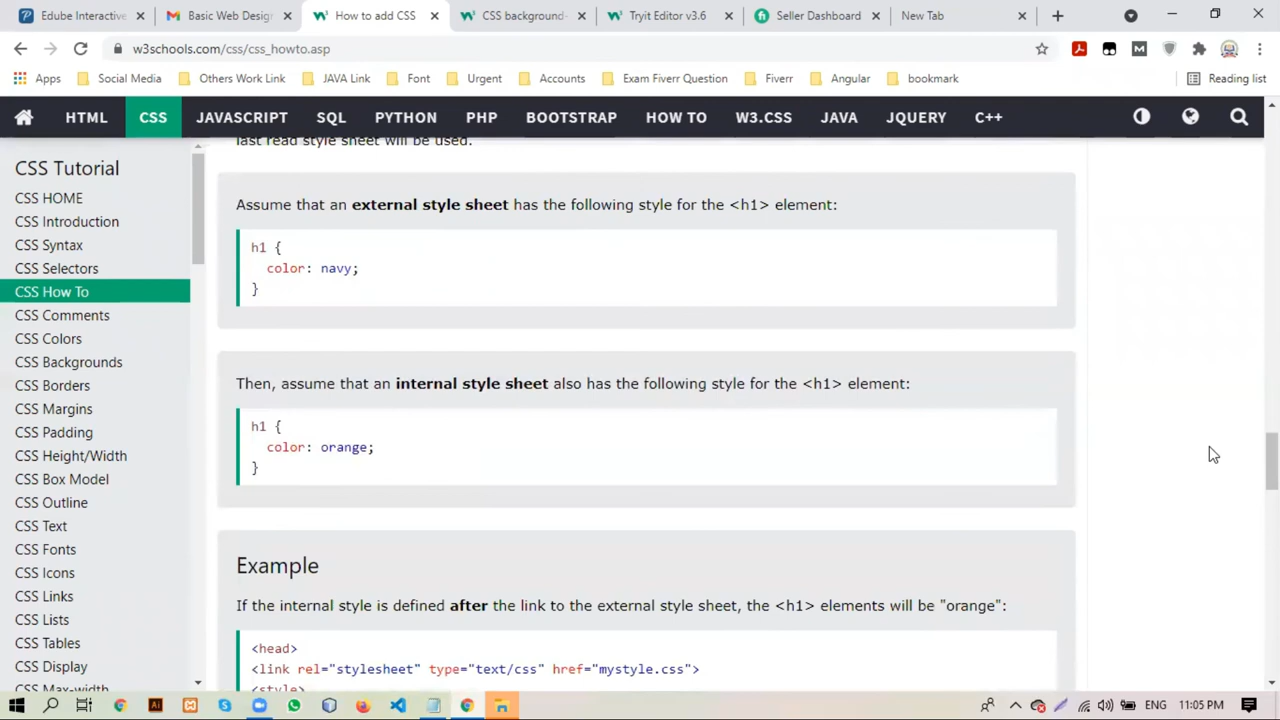 Edube Interactive
Basic Web Desig
How to add CSS
CSS background-
Tryit Editor v3.6
Seller Dashboard
New Tab
w3schools.com/css/css_howto.asp
Apps
Social Media
Others Work Link
JAVA Link
Font
Urgent
Accounts
Exam Fiverr Question
Fiverr
Angular
bookmark
Reading list
HTML
CSS
JAVASCRIPT
SQL
PYTHON
PHP
BOOTSTRAP
HOW TO
W3.CSS
JAVA
JQUERY
C++
CSS Tutorial
CSS HOME
CSS Introduction
CSS Syntax
CSS Selectors
CSS How To
CSS Comments
CSS Colors
CSS Backgrounds
CSS Borders
CSS Margins
CSS Padding
CSS Height/Width
CSS Box Model
CSS Outline
CSS Text
CSS Fonts
CSS Icons
CSS Links
CSS Lists
CSS Tables
CSS Display
CSS Max-width
last read style sheet will be used.
Assume that an external style sheet has the following style for the <h1> element:
h1 {
color: navy;
}
Then, assume that an internal style sheet also has the following style for the <h1> element:
h1 {
color: orange;
}
Example
If the internal style is defined after the link to the external style sheet, the <h1> elements will be "orange":
<head>
<link rel="stylesheet" type="text/css" href="mystyle.css">
<style>
ENG
11:05 PM